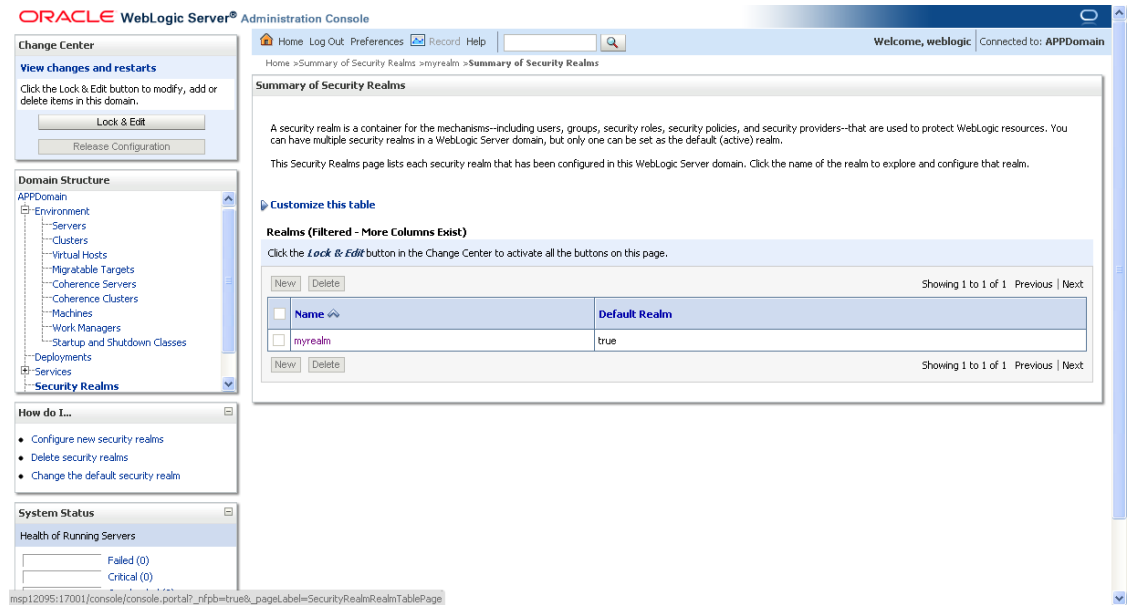 ORACLE WebLogic Server® Administration Console
Change Center
View changes and restarts
Click the Lock & Edit button to modify, add or
delete items in this domain.
Lock & Edit
Release Configuration
Domain Structure
APPDomain
Environment
Servers
Clusters
Virtual Hosts
Migratable Targets
Coherence Servers
Coherence Clusters
Machines
Work Managers
Startup and Shutdown Classes
Deployments
Services
Security Realms
How do I...
Configure new security realms
Delete security realms
Change the default security realm
System Status
Health of Running Servers
Failed (0)
Critical (0)
msp12095:17001/console/console.portal?_nfpb=true&_pageLabel=SecurityRealmRealmTablePage
Home Log Out Preferences Record Help
Welcome, weblogic Connected to: APPDomain
Home >Summary of Security Realms >myrealm >Summary of Security Realms
Summary of Security Realms
A security realm is a container for the mechanisms--including users, groups, security roles, security policies, and security providers--that are used to protect WebLogic resources. You
can have multiple security realms in a WebLogic Server domain, but only one can be set as the default (active) realm.
This Security Realms page lists each security realm that has been configured in this WebLogic Server domain. Click the name of the realm to explore and configure that realm.
Customize this table
Realms (Filtered - More Columns Exist)
Click the Lock & Edit button in the Change Center to activate all the buttons on this page.
New Delete Showing 1 to 1 of 1 Previous | Next
Name Default Realm
myrealm true
New Delete Showing 1 to 1 of 1 Previous | Next